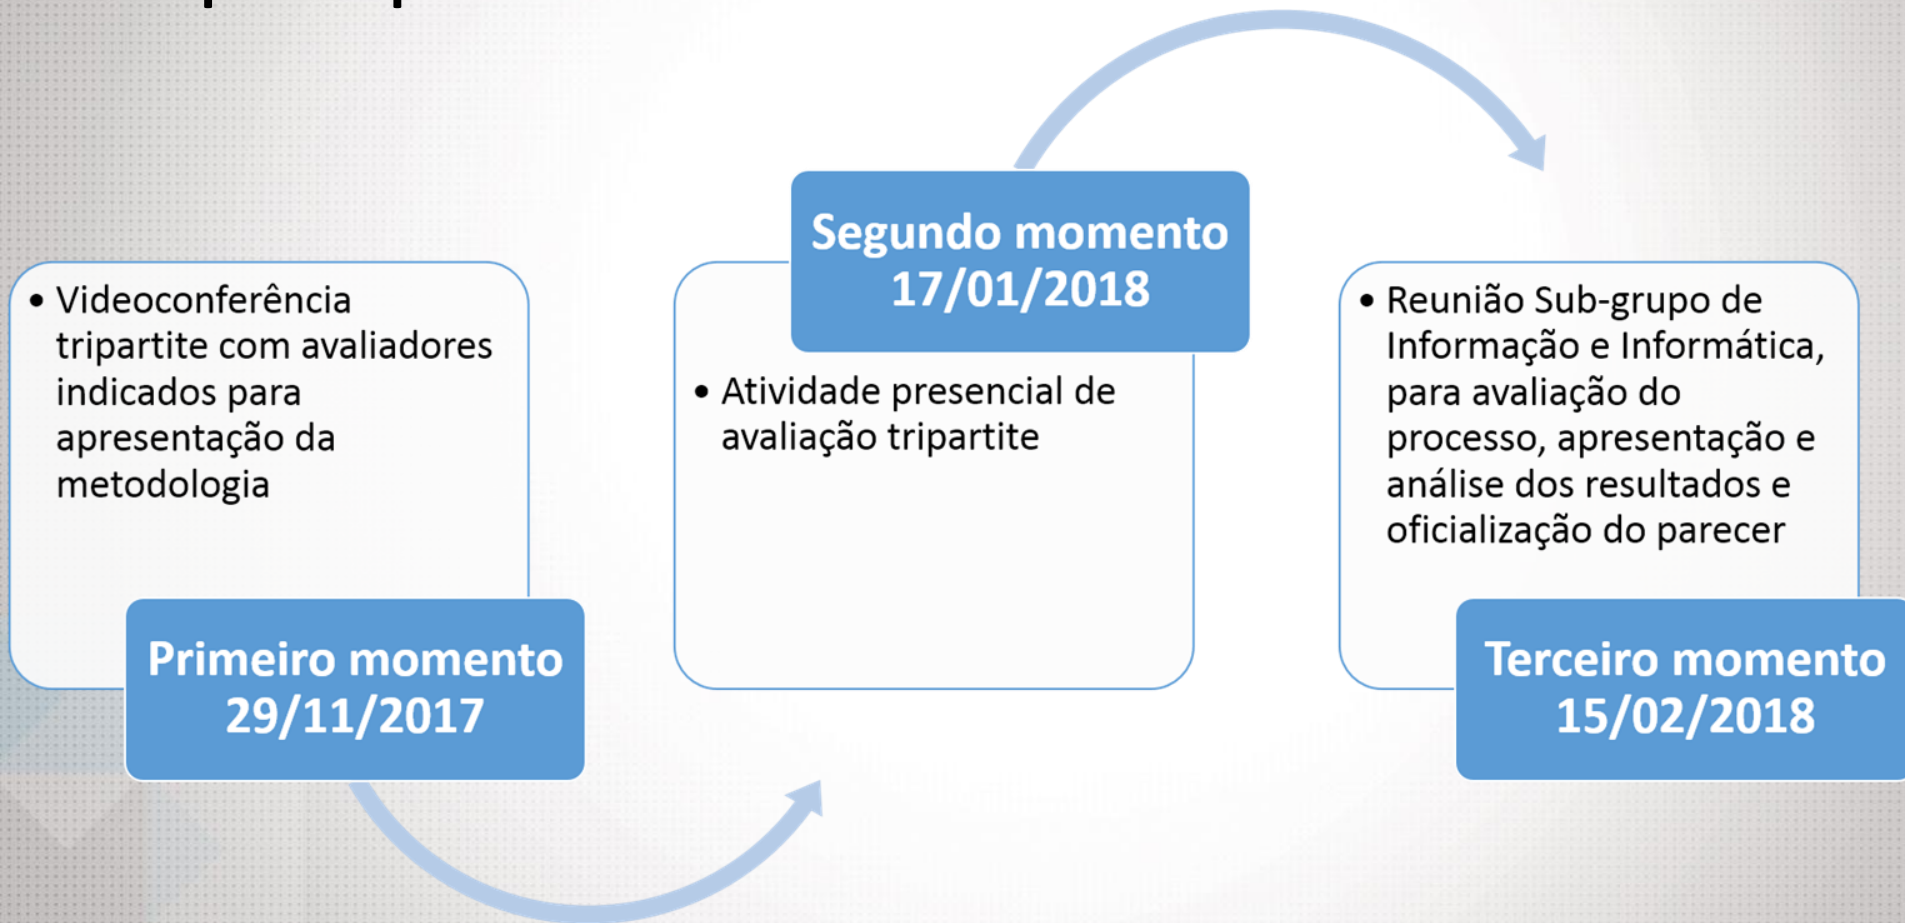 • Videoconferência
tripartite com avaliadores
indicados para
apresentação da
metodologia
Primeiro momento
29/11/2017
Segundo momento
17/01/2018
• Atividade presencial de
avaliação tripartite
• Reunião Sub-grupo de
Informação e Informática,
para avaliação do
processo, apresentação e
análise dos resultados e
oficialização do parecer
Terceiro momento
15/02/2018